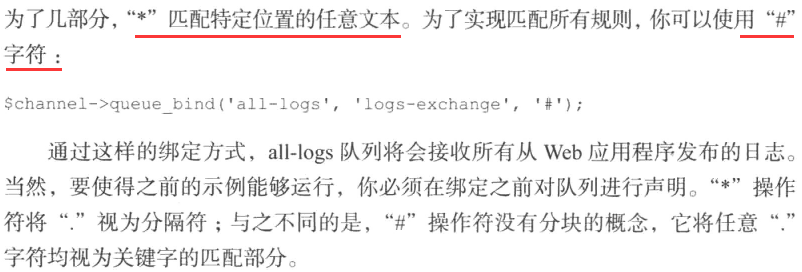 为了几部分，“*”匹配特定位置的任意文本。为了实现匹配所有规则，你可以使用“#”
字符：
$channel->queue_bind('all-logs', 'logs-exchange', '#');
通过这样的绑定方式，all-logs 队列将会接收所有从 Web 应用程序发布的日志。
当然，要使得之前的示例能够运行，你必须在绑定之前对队列进行声明。“*”操作
符将“.”视为分隔符；与之不同的是，“#”操作符没有分块的概念，它将任意“.”
字符均视为关键字的匹配部分。